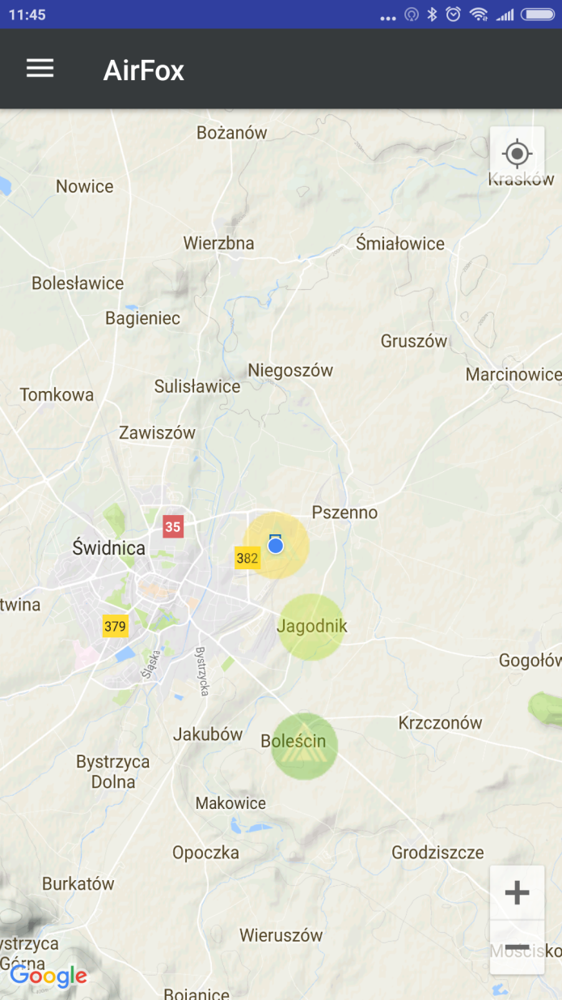 11:45
AirFox
Bożanów
Krasków
Nowice
Wierzbna
Śmiałowice
Bolesławice
Bagieniec
Gruszów
Niegoszów
Marcinowice
Sulisławice
Tomkowa
Zawiszów
Pszenno
35
Świdnica
382
twina
Jagodnik
379
Śląska
Bystrzycka
Gogołów
Krzczonów
Jakubów
Boleścin
Bystrzyca
Dolna
Makowice
Opoczka
Grodziszcze
Burkatów
Wieruszów
ystrzyca
Górna
Mościsko
Google
Bojanice